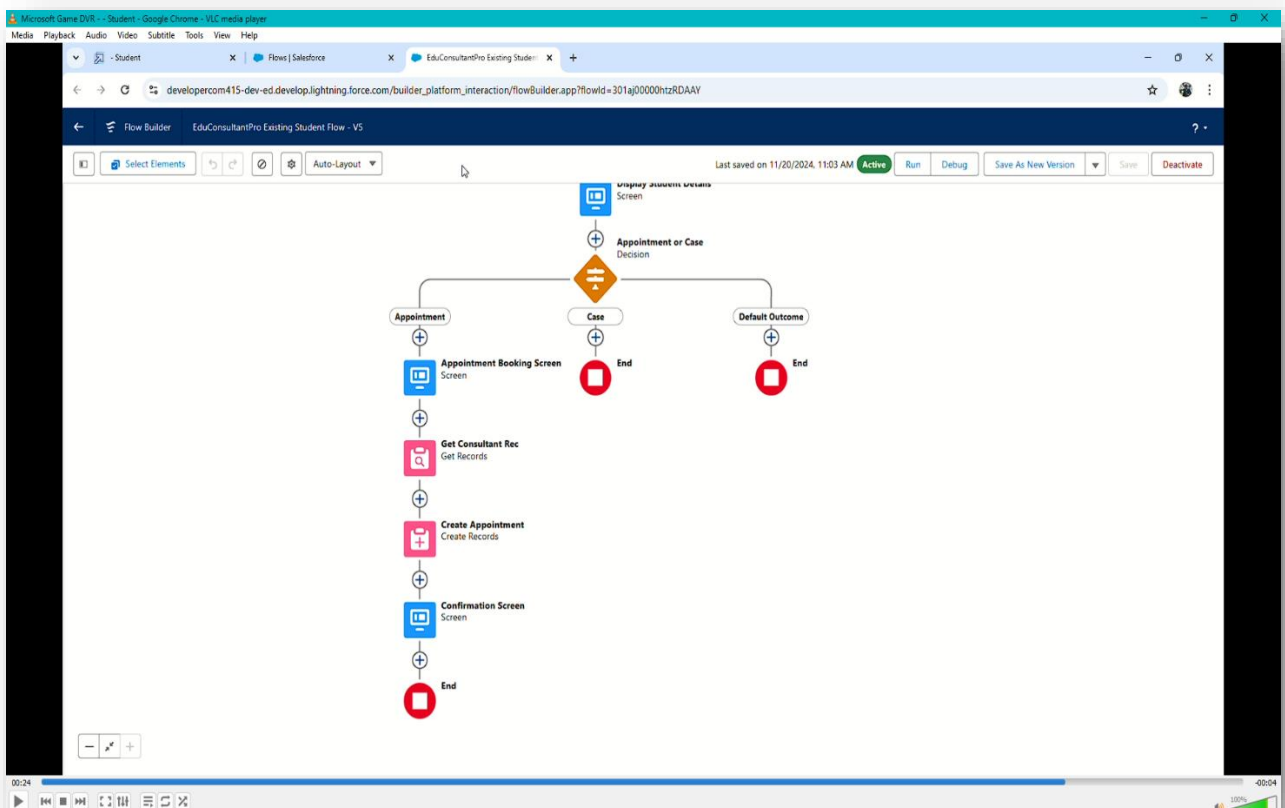 Microsoft Game DVR - - Student - Google Chrome - VLC media player
Media Playback Audio Video Subtitle Tools View Help
- Student
Flows | Salesforce
EduConsultantPro Existing Studen
developercom415-dev-ed.develop.lightning.force.com/builder_platform_interaction/flowBuilder.app?flowId=301aj00000htzRDAAY
Flow Builder EduConsultantPro Existing Student Flow - V5
Select Elements
Auto-Layout
Last saved on 11/20/2024, 11:03 AM
Active
Run
Debug
Save As New Version
Save
Deactivate
Display Student Details
Screen
Appointment or Case
Decision
Appointment
Case
Default Outcome
Appointment Booking Screen
Screen
End
End
Get Consultant Rec
Get Records
Create Appointment
Create Records
Confirmation Screen
Screen
End
00:24
-00:04
100%